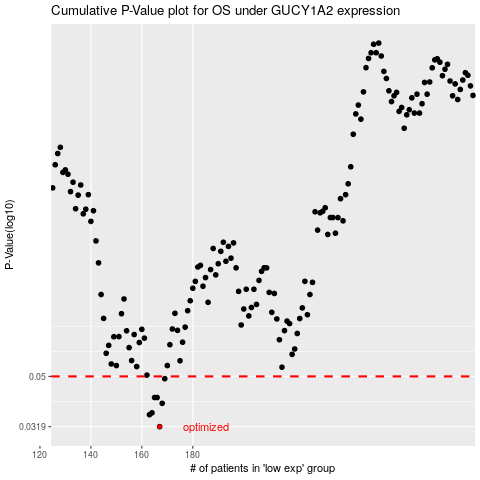 Cumulative P-Value plot for OS under GUCY1A2 expression
P-Value(log10)
0.05
0.0319
optimized
120 140 160 180
# of patients in 'low exp' group